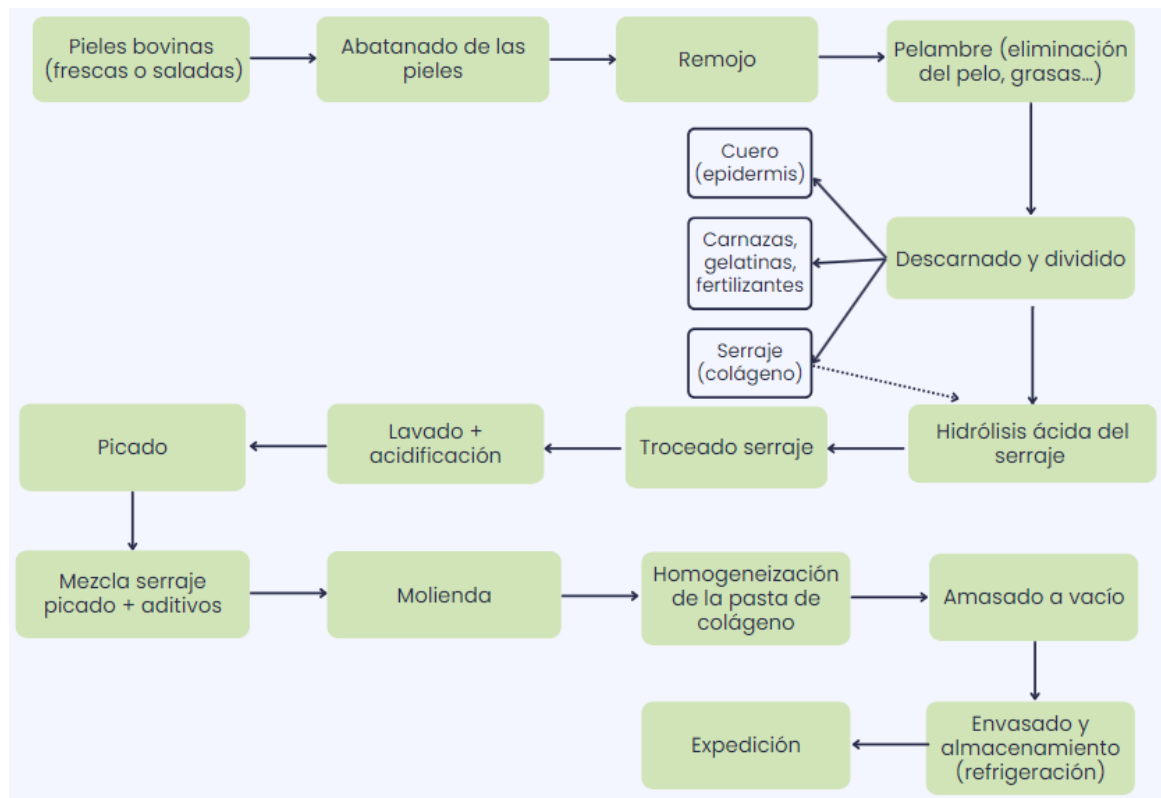 Pieles bovinas
(frescas o saladas)
Abatanado de las
pieles
Remojo
Pelambre (eliminación
del pelo, grasas...)
Cuero
(epidermis)
Carnazas,
gelatinas,
fertilizantes
Descarnado y dividido
Serraje
(colágeno)
Hidrólisis ácida del
serraje
Troceado serraje
Lavado +
acidificación
Picado
Mezcla serraje
picado + aditivos
Molienda
Homogeneización
de la pasta de
colágeno
Amasado a vacío
Envasado y
almacenamiento
(refrigeración)
Expedición